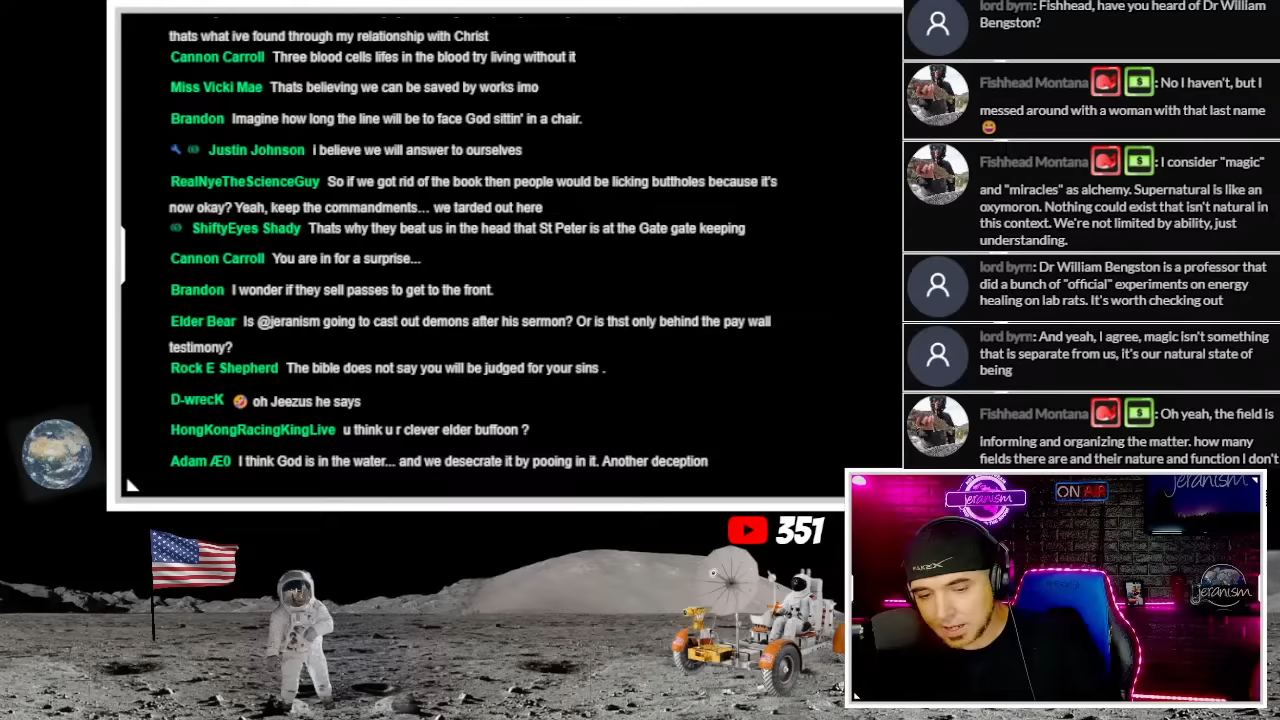 thats what ive found through my relationship with Christ
Cannon Carroll Three blood cells lifes in the blood try living without it
Miss Vicki Mae Thats believing we can be saved by works imo
Brandon Imagine how long the line will be to face God sittin' in a chair.
Justin Johnson i believe we will answer to ourselves
RealNyeTheScienceGuy So if we got rid of the book then people would be licking buttholes because it's
now okay? Yeah, keep the commandments... we tarded out here
ShiftyEyes Shady Thats why they beat us in the head that St Peter is at the Gate gate keeping
Cannon Carroll You are in for a surprise...
Brandon I wonder if they sell passes to get to the front.
Elder Bear Is @jeranism going to cast out demons after his sermon? Or is thst only behind the pay wall
testimony?
Rock E Shepherd The bible does not say you will be judged for your sins .
D-wrecK 🤣 oh Jeezus he says
HongKongRacingKingLive u think u r clever elder buffoon ?
Adam ÆO I think God is in the water... and we desecrate it by pooing in it. Another deception
lord byrn: Fishhead, have you heard of Dr William
Bengston?
Fishhead Montana : No I haven't, but I
messed around with a woman with that last name
😄
Fishhead Montana : I consider "magic"
and "miracles" as alchemy. Supernatural is like an
oxymoron. Nothing could exist that isn't natural in
this context. We're not limited by ability, just
understanding.
lord byrn: Dr William Bengston is a professor that
did a bunch of "official" experiments on energy
healing on lab rats. It's worth checking out
lord byrn: And yeah, I agree, magic isn't something
that is separate from us, it's our natural state of
being
Fishhead Montana : Oh yeah, the field is
Informing and organizing the matter. how many
fields there are and their nature and function I don't
351
jeranism
ON AIR
jeranism
jeranism